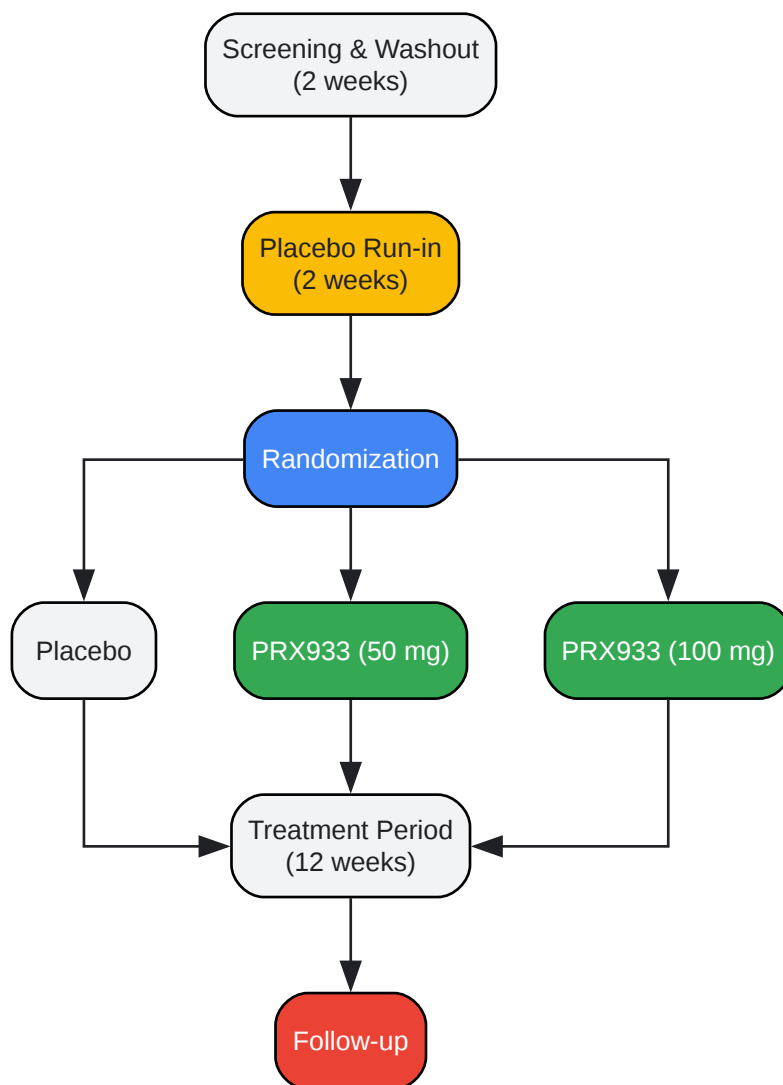 Screening & Washout
(2 weeks)
Placebo Run-in
(2 weeks)
Randomization
Placebo
PRX933 (50 mg)
PRX933 (100 mg)
Treatment Period
(12 weeks)
Follow-up